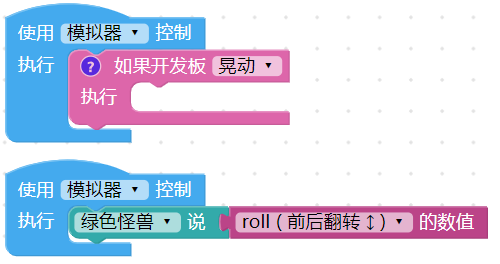 使用 模拟器 控制
执行 ? 如果开发板 晃动
执行
使用 模拟器 控制
执行 绿色怪兽 说 roll ( 前后翻转↕) 的数值